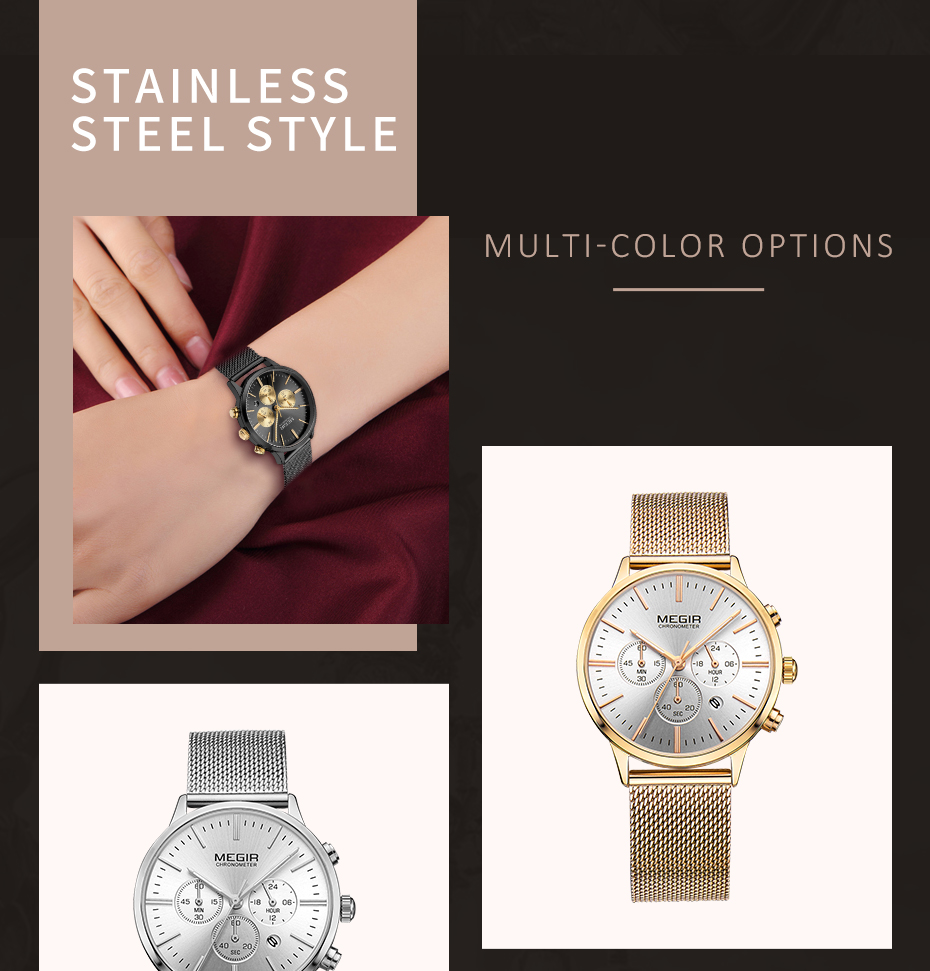 STAINLESS
STEEL STYLE
MULTI-COLOR OPTIONS
MEGIR
MEGIR
CHRONOMETER
60
45 15
MIN
30
24
18 06
HOUR
12
60
40 20
SEC
MEGIR
CHRONOMETER
60
45 15
MIN
30
24
18 06
HOUR
12
60
40 20
SEC